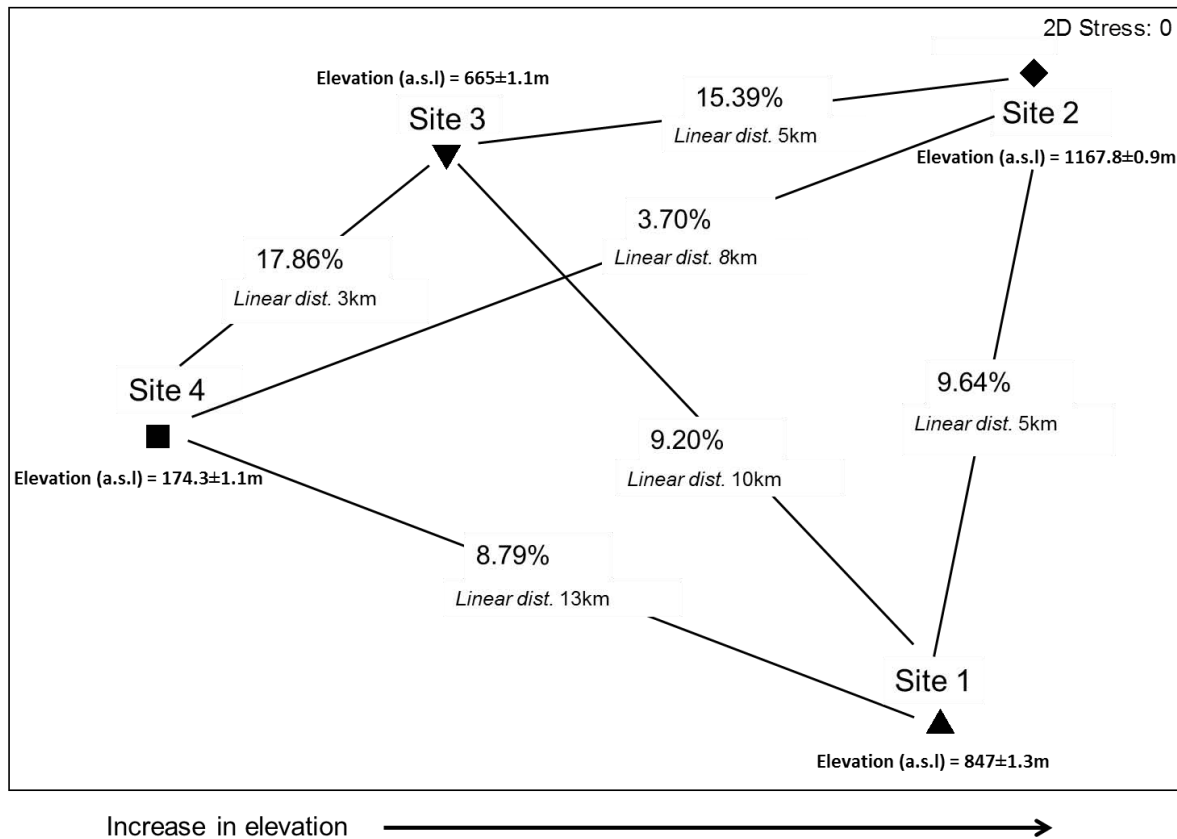 2D Stress: 0
Elevation (a.s.l) = 665±1.1m
Site 3
15.39%
Linear dist. 5km
Site 2
Elevation (a.s.l) = 1167.8±0.9m
3.70%
Linear dist. 8km
17.86%
Linear dist. 3km
Site 4
Elevation (a.s.l) = 174.3±1.1m
9.64%
Linear dist. 5km
9.20%
Linear dist. 10km
8.79%
Linear dist. 13km
Site 1
Elevation (a.s.l) = 847±1.3m
Increase in elevation